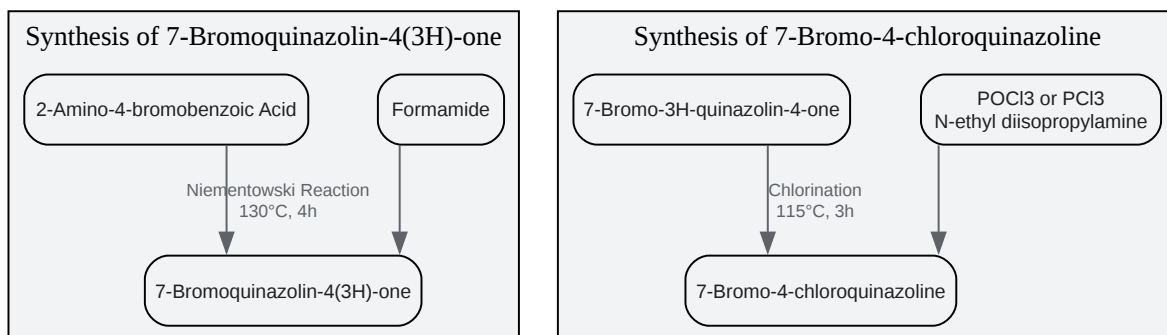 Synthesis of 7-Bromoquinazolin-4(3H)-one
2-Amino-4-bromobenzoic Acid
Formamide
Niementowski Reaction
130°C, 4h
7-Bromoquinazolin-4(3H)-one
Synthesis of 7-Bromo-4-chloroquinazoline
7-Bromo-3H-quinazolin-4-one
POCl3 or PCl3
N-ethyl diisopropylamine
Chlorination
115°C, 3h
7-Bromo-4-chloroquinazoline